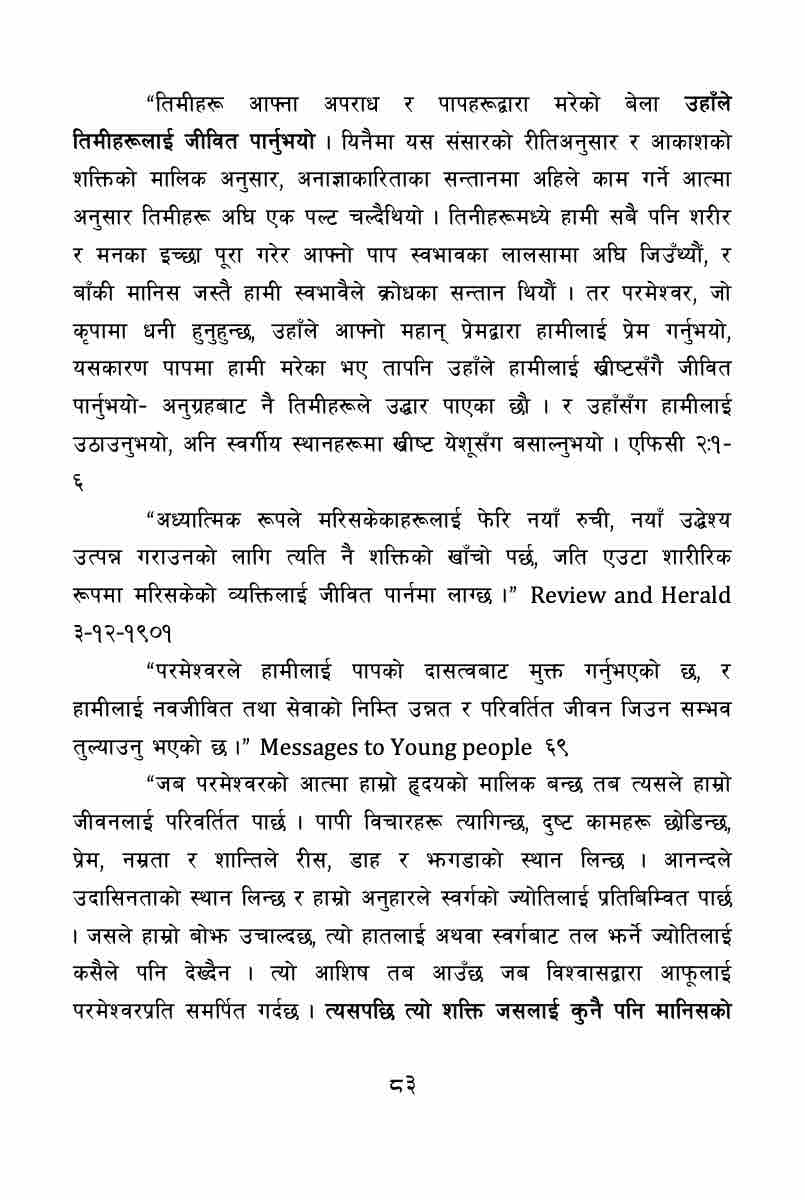 “तिमीहरू आफ्ना अपराध र पापहरूद्वारा मरेको बेला उहाँले
तिमीहरूलाई जीवित पार्नुभयो । यिनैमा यस संसारको रीतिअनुसार र आकाशको
शक्तिको मालिक अनुसार, अनाज्ञाकारिताका सन्तानमा अहिले काम गर्ने आत्मा
अनुसार तिमीहरू अघि एक पल्ट चल्दैथियो । तिनीहरूमध्ये हामी सबै पनि शरीर
र मनका इच्छा पूरा गरेर आफ्नो पाप स्वभावका लालसामा अघि जिउँथ्यौं, र
बाँकी मानिस जस्तै हामी स्वभावैले क्रोधका सन्तान थियौं । तर परमेश्वर, जो
कृपामा धनी हुनुहुन्छ, उहाँले आफ्नो महान् प्रेमद्वारा हामीलाई प्रेम गर्नुभयो,
यसकारण पापमा हामी मरेका भए तापनि उहाँले हामीलाई ख्रीष्टसँगै जीवित
पार्नुभयो- अनुग्रहबाट नै तिमीहरूले उद्धार पाएका छौ । र उहाँसँग हामीलाई
उठाउनुभयो, अनि स्वर्गीय स्थानहरूमा ख्रीष्ट येशूसँग बसाल्नुभयो । एफिसी २:१-
६
“अध्यात्मिक रूपले मरिसकेकाहरूलाई फेरि नयाँ रुची, नयाँ उद्धेश्य
उत्पन्न गराउनको लागि त्यति नै शक्तिको खाँचो पर्छ, जति एउटा शारीरिक
रूपमा मरिसकेको व्यक्तिलाई जीवित पार्नमा लाग्छ ।” Review and Herald
३-१२-१९०१
“परमेश्वरले हामीलाई पापको दासत्वबाट मुक्त गर्नुभएको छ, र
हामीलाई नवजीवित तथा सेवाको निम्ति उन्नत र परिवर्तित जीवन जिउन सम्भव
तुल्याउनु भएको छ ।” Messages to Young people ६९
“जब परमेश्वरको आत्मा हाम्रो हृदयको मालिक बन्छ तब त्यसले हाम्रो
जीवनलाई परिवर्तित पार्छ । पापी विचारहरू त्यागिन्छ, दुष्ट कामहरू छोडिन्छ,
प्रेम, नम्रता र शान्तिले रीस, डाह र झगडाको स्थान लिन्छ । आनन्दले
उदासिनताको स्थान लिन्छ र हाम्रो अनुहारले स्वर्गको ज्योतिलाई प्रतिबिम्वित पार्छ
। जसले हाम्रो बोझ उचाल्दछ, त्यो हातलाई अथवा स्वर्गबाट तल झर्ने ज्योतिलाई
कसैले पनि देख्दैन । त्यो आशिष तब आउँछ जब विश्वासद्वारा आफूलाई
परमेश्वरप्रति समर्पित गर्दछ । त्यसपछि त्यो शक्ति जसलाई कुनै पनि मानिसको
८३